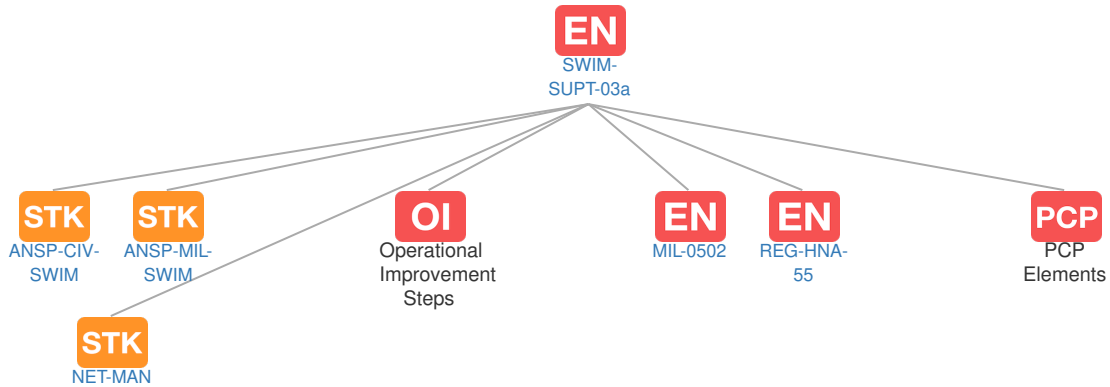 EN
SWIM-
SUPT-03a
STK
ANSP-CIV-
SWIM
STK
ANSP-MIL-
SWIM
OI
Operational
Improvement
Steps
EN
MIL-0502
EN
REG-HNA-
55
PCP
PCP
Elements
STK
NET-MAN